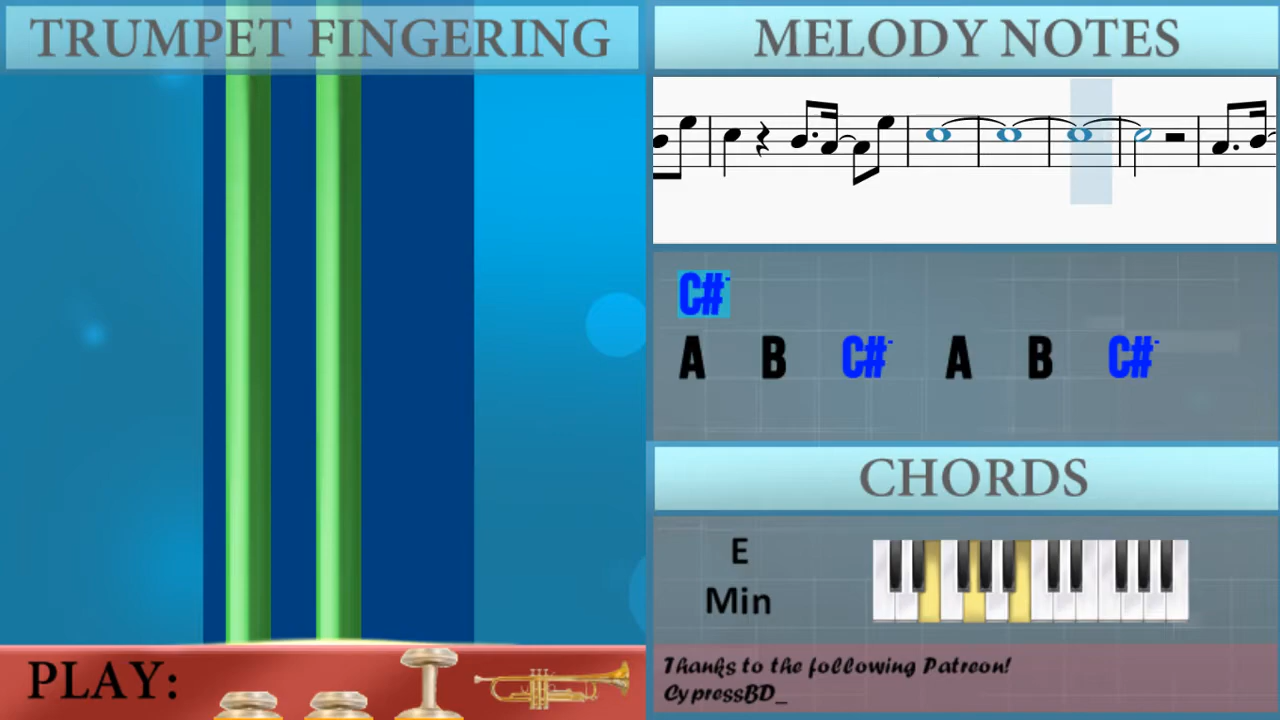 TRUMPET FINGERING
MELODY NOTES
C#-
A B C#- A B C#-
CHORDS
E
Min
PLAY:
Thanks to the following Patreon!
CypressBD_